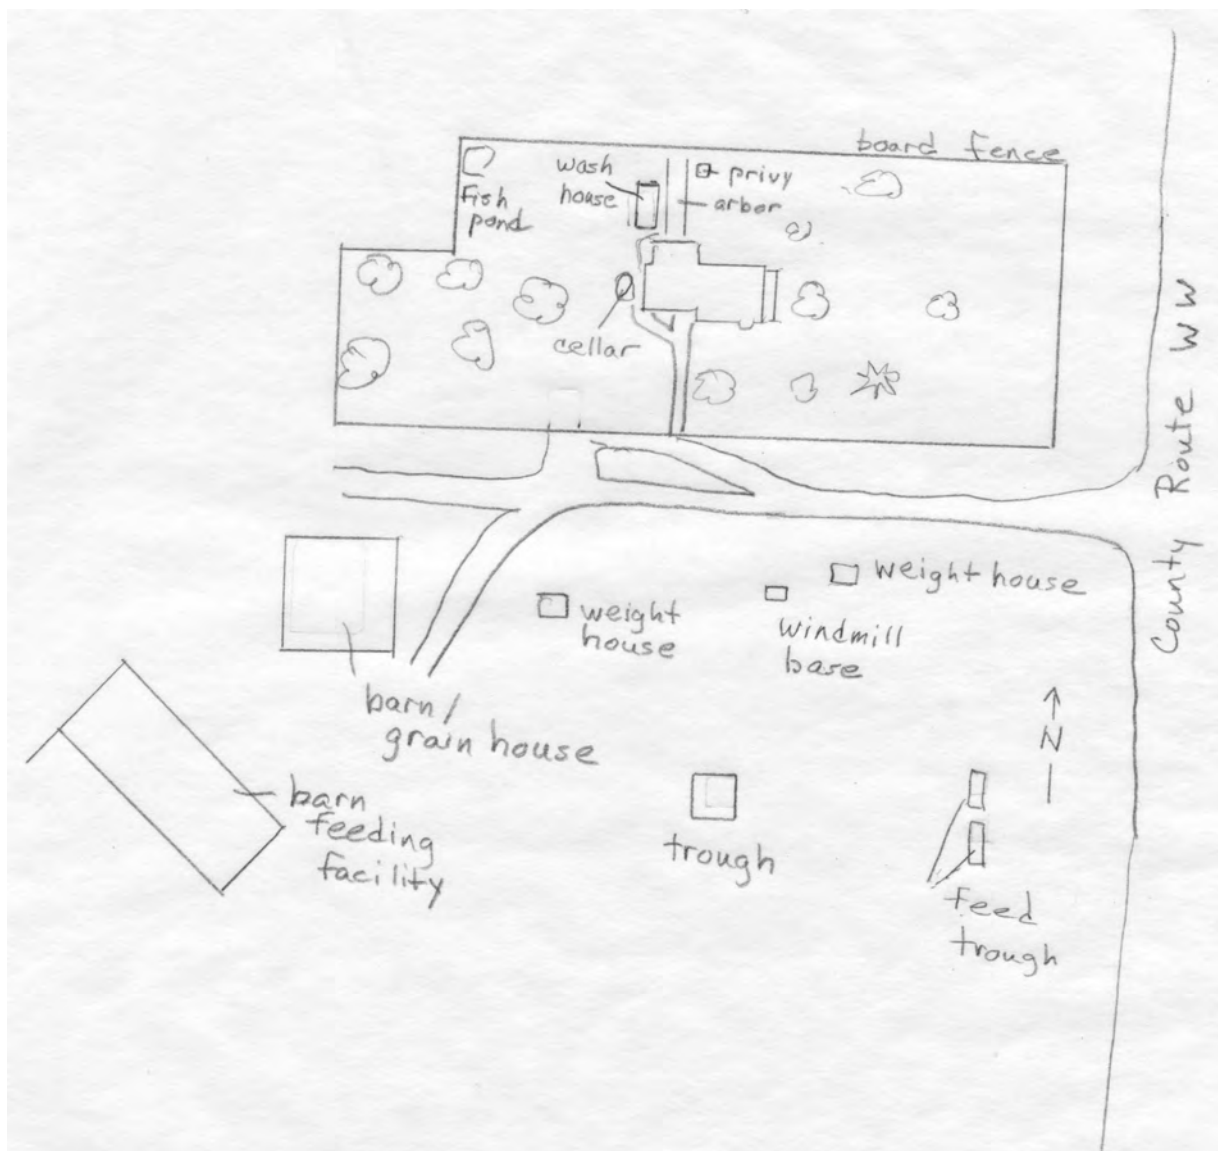 board fence
wash
house
privy
arbor
Fish
pond
cellar
County Route WW
weight house
weight
house
windmill
base
N
barn/
grain house
barn
feeding
facility
trough
feed
trough